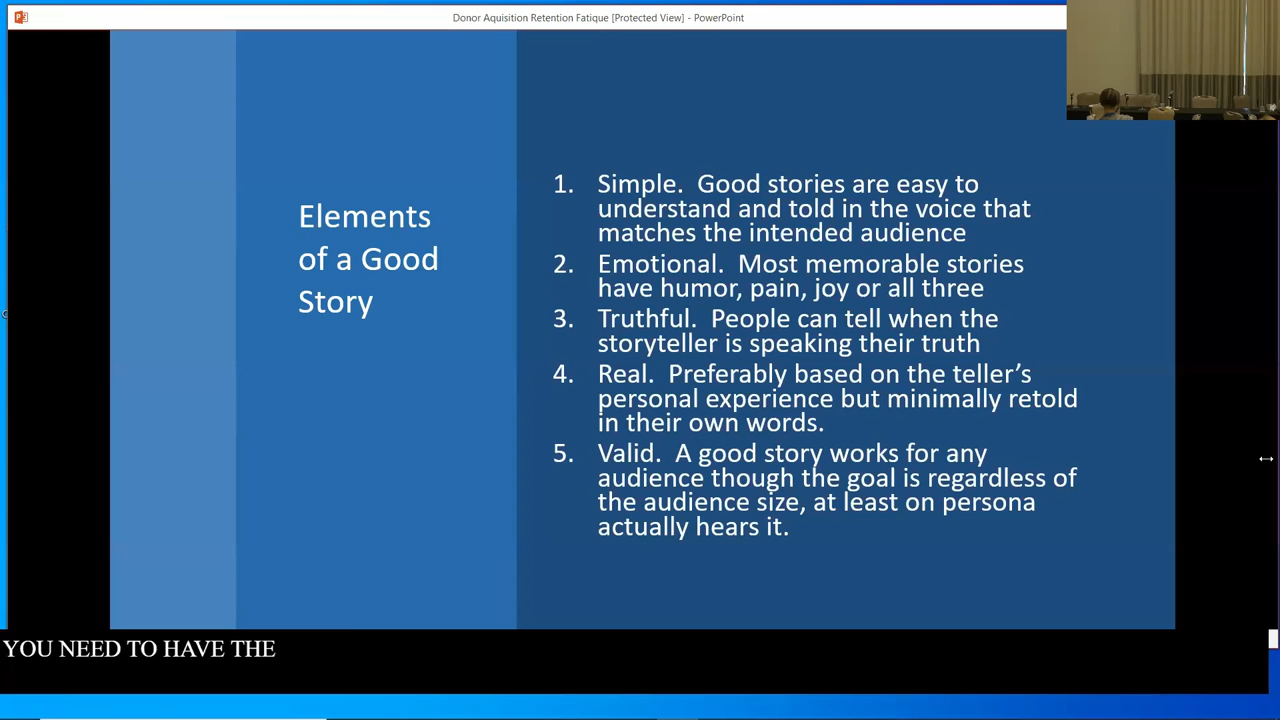 Donor Aquisition Retention Fatique [Protected View] - PowerPoint
Elements
of a Good
Story
1. Simple. Good stories are easy to
understand and told in the voice that
matches the intended audience
2. Emotional. Most memorable stories
have humor, pain, joy or all three
3. Truthful. People can tell when the
storyteller is speaking their truth
4. Real. Preferably based on the teller’s
personal experience but minimally retold
in their own words.
5. Valid. A good story works for any
audience though the goal is regardless of
the audience size, at least on persona
actually hears it.
YOU NEED TO HAVE THE